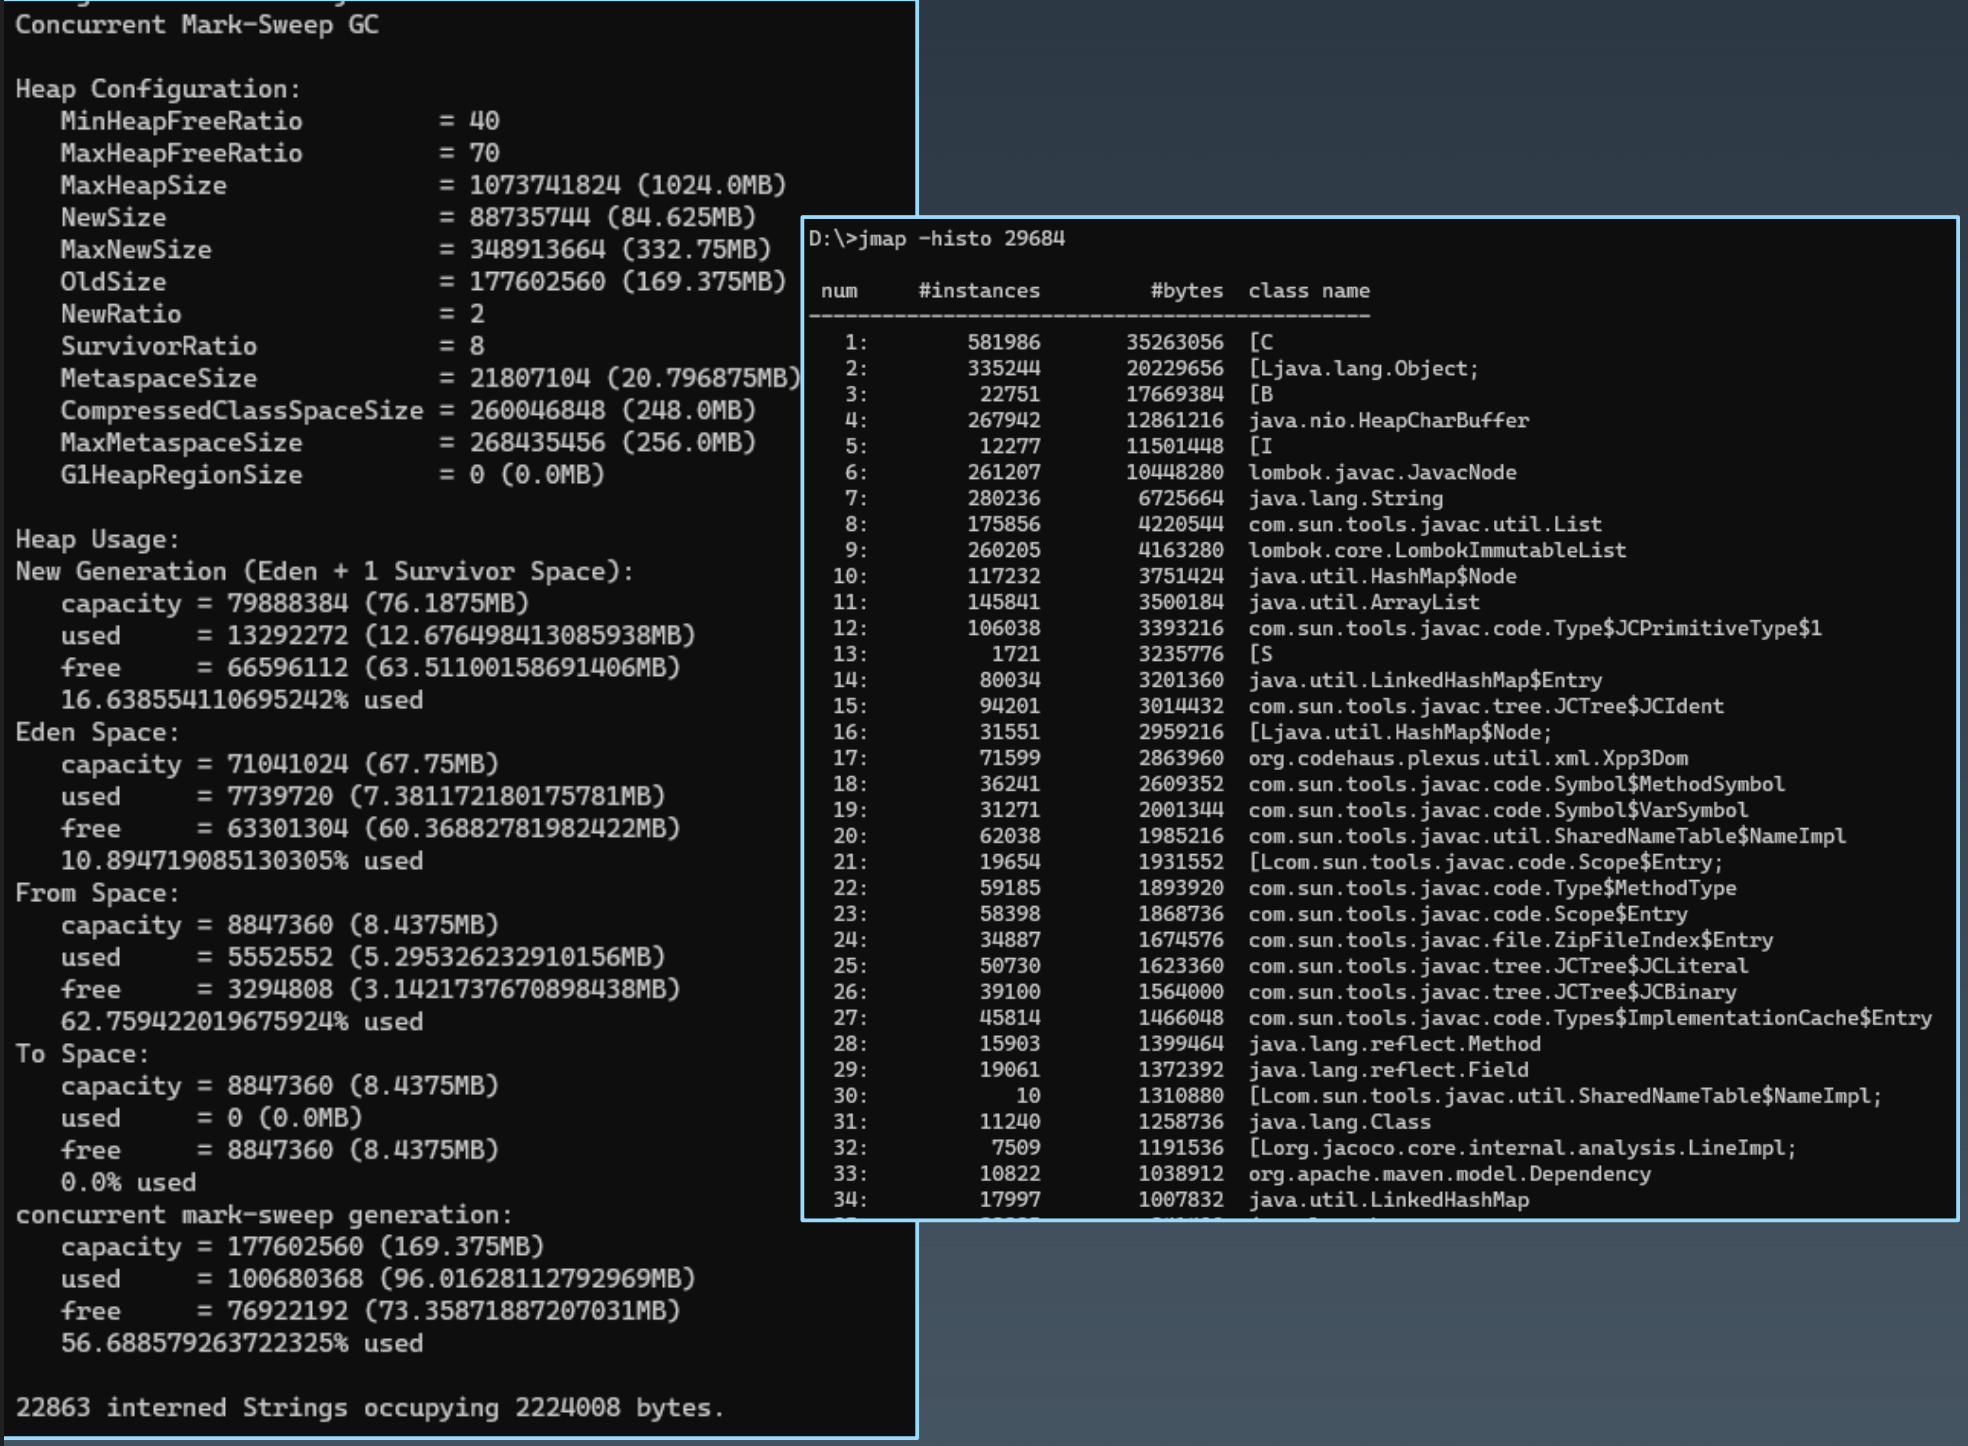 Concurrent Mark-Sweep GC
Heap Configuration:
MinHeapFreeRatio = 40
MaxHeapFreeRatio = 70
MaxHeapSize = 1073741824 (1024.0MB)
NewSize = 88735744 (84.625MB)
MaxNewSize = 348913664 (332.75MB)
OldSize = 177602560 (169.375MB)
NewRatio = 2
SurvivorRatio = 8
MetaspaceSize = 21807104 (20.796875MB)
CompressedClassSpaceSize = 260046848 (248.0MB)
MaxMetaspaceSize = 268435456 (256.0MB)
G1HeapRegionSize = 0 (0.0MB)
Heap Usage:
New Generation (Eden + 1 Survivor Space):
capacity = 79888384 (76.1875MB)
used = 13292272 (12.676498413085938MB)
free = 66596112 (63.51100158691406MB)
16.6385541106952​42% used
Eden Space:
capacity = 71041024 (67.75MB)
used = 7739720 (7.381172180175781MB)
free = 63301304 (60.36882781982422MB)
10.894719085130305% used
From Space:
capacity = 8847360 (8.4375MB)
used = 5552552 (5.295326232910156MB)
free = 3294808 (3.1421737670898438MB)
62.759422019675924% used
To Space:
capacity = 8847360 (8.4375MB)
used = 0 (0.0MB)
free = 8847360 (8.4375MB)
0.0% used
concurrent mark-sweep generation:
capacity = 177602560 (169.375MB)
used = 100680368 (96.01628112792969MB)
free = 76922192 (73.35871887207031MB)
56.688579263722325% used
22863 interned Strings occupying 2224008 bytes.
D:\>jmap -histo 29684
num #instances #bytes class name
----------------------------------------------
1: 581986 35263056 [C
2: 335244 20229656 [Ljava.lang.Object;
3: 22751 17669384 [B
4: 267942 12861216 java.nio.HeapCharBuffer
5: 12277 11501448 [I
6: 261207 10448280 lombok.javac.JavacNode
7: 280236 6725664 java.lang.String
8: 175856 4220544 com.sun.tools.javac.util.List
9: 260205 4163280 lombok.core.LombokImmutableList
10: 117232 3751424 java.util.HashMap$Node
11: 145841 3500184 java.util.ArrayList
12: 106038 3393216 com.sun.tools.javac.code.Type$JCPrimitiveType$1
13: 1721 3235776 [S
14: 80034 3201360 java.util.LinkedHashMap$Entry
15: 94201 3014432 com.sun.tools.javac.tree.JCTree$JCIdent
16: 31551 2959216 [Ljava.util.HashMap$Node;
17: 71599 2863960 org.codehaus.plexus.util.xml.Xpp3Dom
18: 36241 2609352 com.sun.tools.javac.code.Symbol$MethodSymbol
19: 31271 2001344 com.sun.tools.javac.code.Symbol$VarSymbol
20: 62038 1985216 com.sun.tools.javac.util.SharedNameTable$NameImpl
21: 19654 1931552 [Lcom.sun.tools.javac.code.Scope$Entry;
22: 59185 1893920 com.sun.tools.javac.code.Type$MethodType
23: 58398 1868736 com.sun.tools.javac.code.Scope$Entry
24: 34887 1674576 com.sun.tools.javac.file.ZipFileIndex$Entry
25: 50730 1623360 com.sun.tools.javac.tree.JCTree$JCLiteral
26: 39100 1564000 com.sun.tools.javac.tree.JCTree$JCBinary
27: 45814 1466048 com.sun.tools.javac.code.Types$ImplementationCache$Entry
28: 15903 1399464 java.lang.reflect.Method
29: 19061 1372392 java.lang.reflect.Field
30: 10 1310880 [Lcom.sun.tools.javac.util.SharedNameTable$NameImpl;
31: 11240 1258736 java.lang.Class
32: 7509 1191536 [Lorg.jacoco.core.internal.analysis.LineImpl;
33: 10822 1038912 org.apache.maven.model.Dependency
34: 17997 1007832 java.util.LinkedHashMap